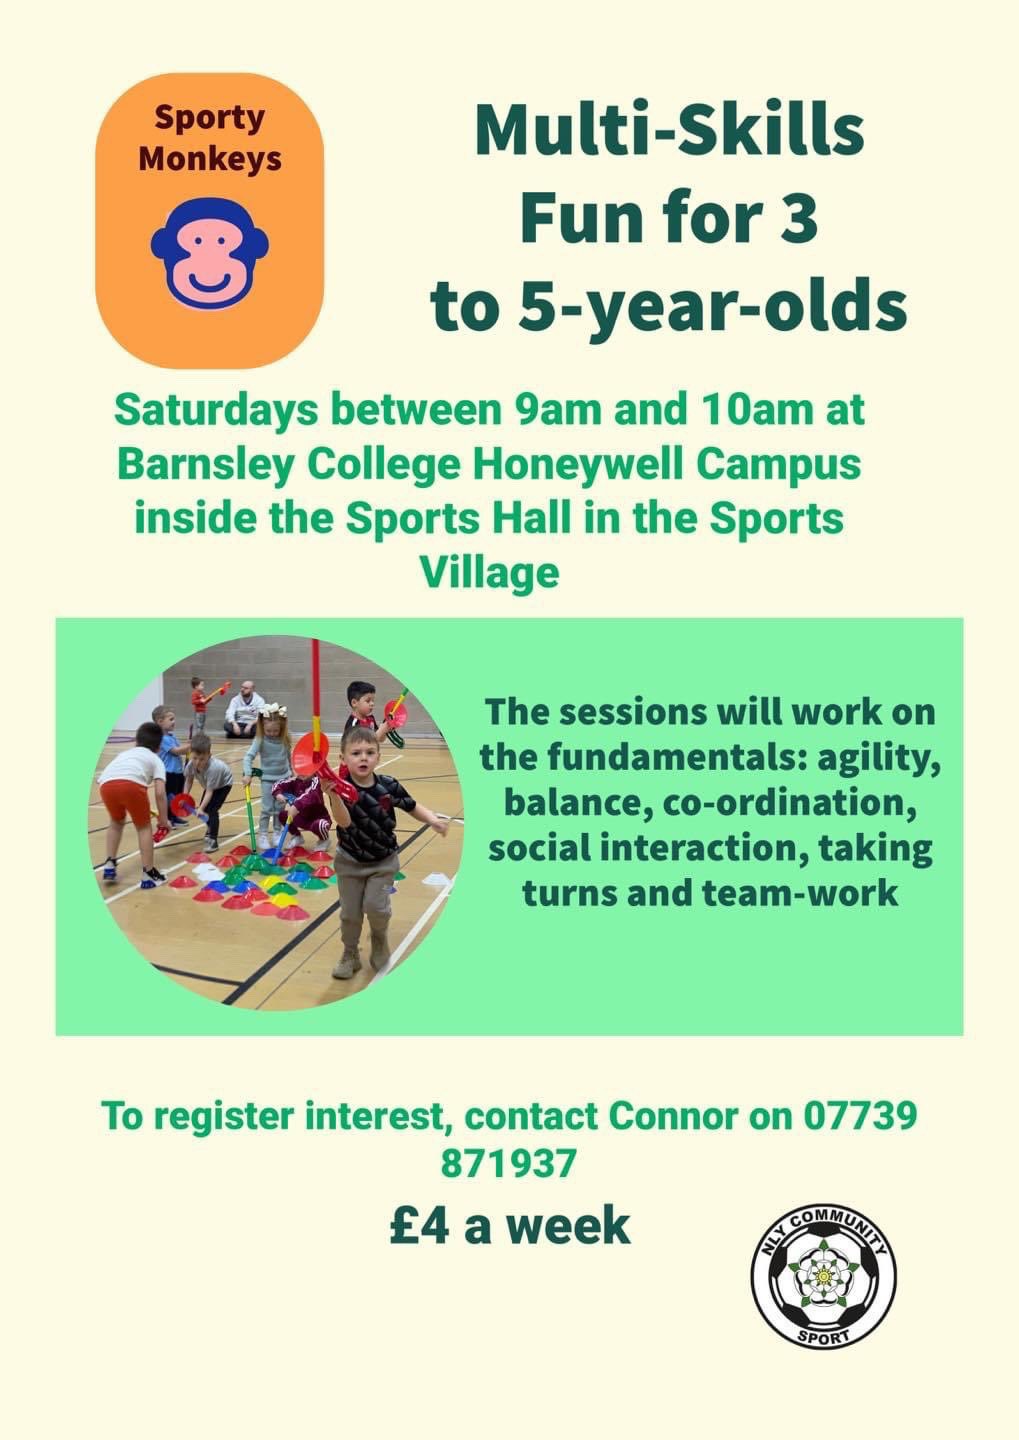 Sporty
Monkeys
Multi-Skills
Fun for 3
to 5-year-olds
Saturdays between 9am and 10am at
Barnsley College Honeywell Campus
inside the Sports Hall in the Sports
Village
The sessions will work on
the fundamentals: agility,
balance, co-ordination,
social interaction, taking
turns and team-work
To register interest, contact Connor on 07739
871937
£4 a week
NLY COMMUNITY
SPORT